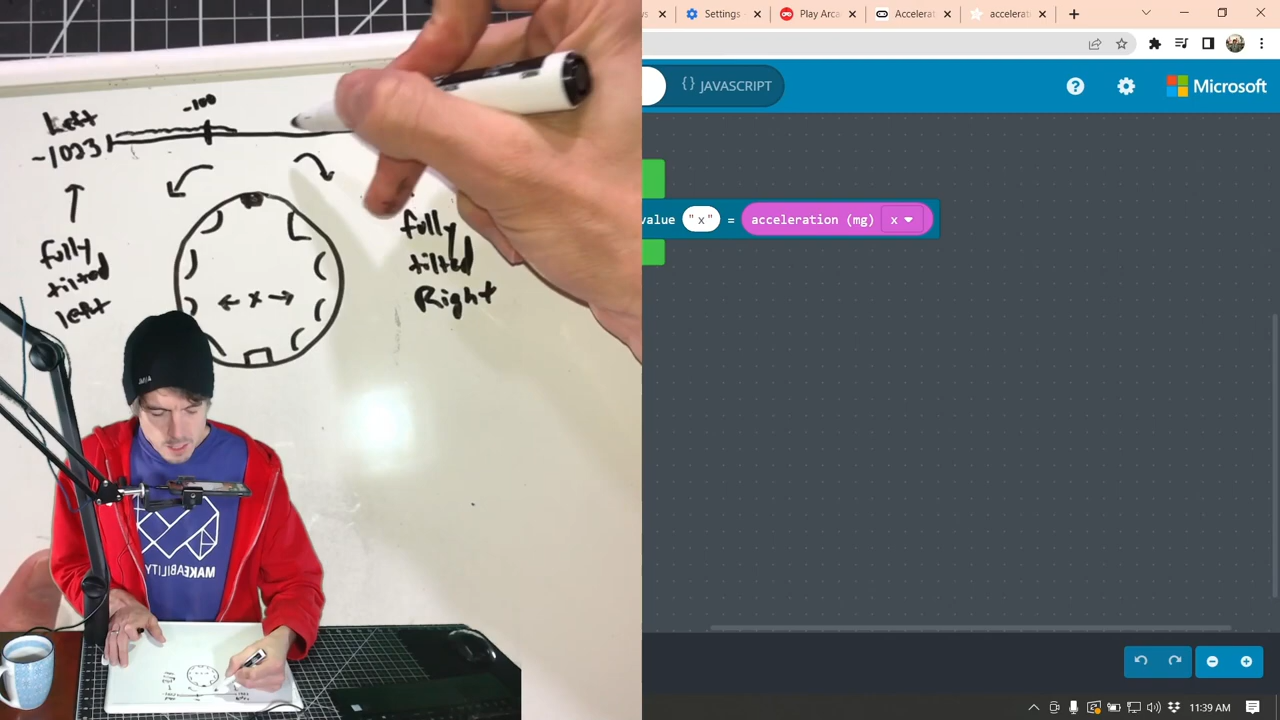 Settings
Play Arca
Accelerat
accelerat
{} JAVASCRIPT
Microsoft
value "x" = acceleration (mg) x
-100
Left
-1023
fully
tilted
left
← x →
fully
tilted
Right
MAKEABILITY
11:39 AM